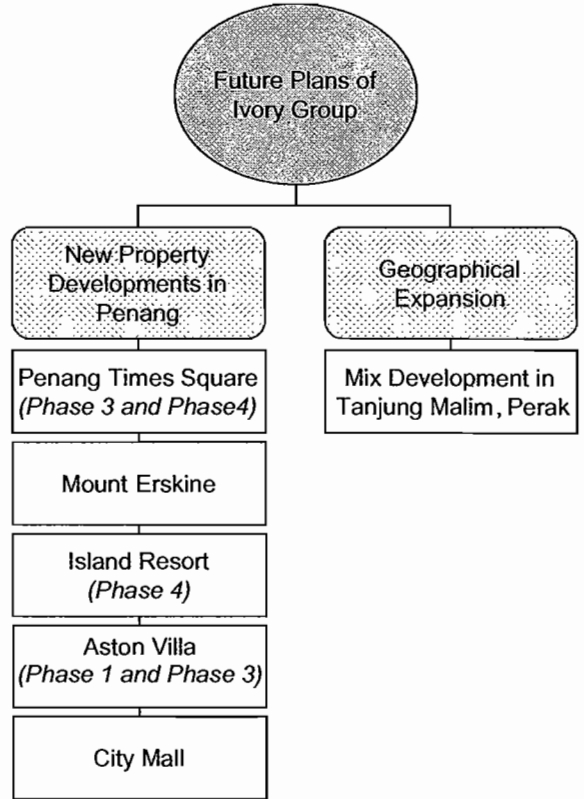 Future Plans of
Ivory Group
New Property
Developments in
Penang
Penang Times Square
(Phase 3 and Phase4)
Mount Erskine
Island Resort
(Phase 4)
Aston Villa
(Phase 1 and Phase 3)
City Mall
Geographical
Expansion
Mix Development in
Tanjung Malim, Perak